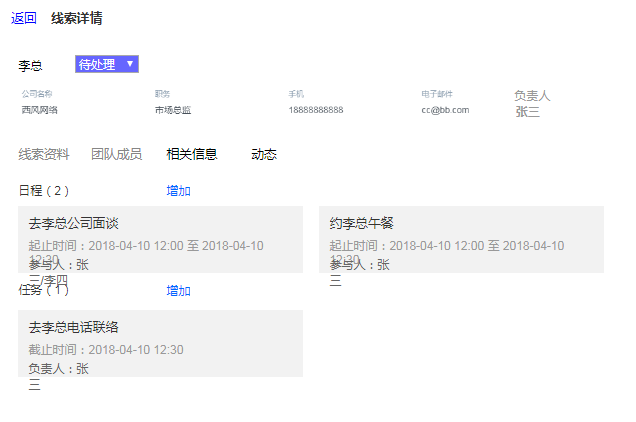 返回 线索详情
李总 待处理 ▼
公司名称 职务 手机 电子邮件 负责人
西风网络 市场总监 18888888888 cc@bb.com 张三
线索资料 团队成员 相关信息 动态
日程（2） 增加
去李总公司面谈
起止时间：2018-04-10 12:00 至 2018-04-10
12:30
参与人：张
三/李四
约李总午餐
起止时间：2018-04-10 12:00 至 2018-04-10
12:30
参与人：张
三
任务（1） 增加
去李总电话联络
截止时间：2018-04-10 12:30
负责人：张
三